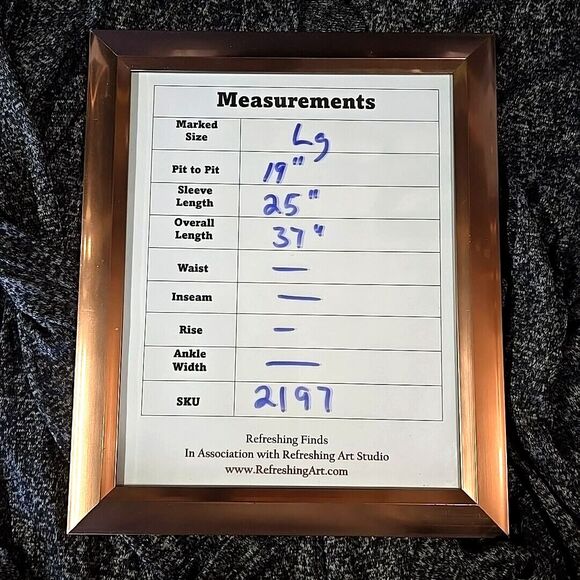 Measurements
Marked
Size
Lg
Pit to Pit
19"
Sleeve
Length
25"
Overall
Length
37"
Waist
—
Inseam
—
Rise
—
Ankle
Width
—
SKU
2197
Refreshing Finds
In Association with Refreshing Art Studio
www.RefreshingArt.com